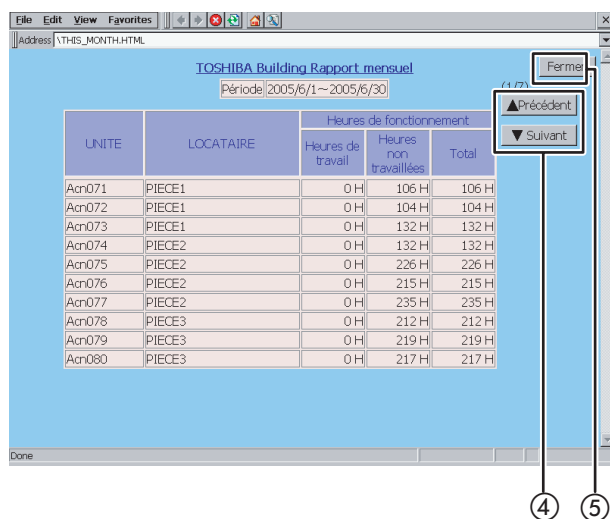 File Edit View Favorites
Address \THIS_MONTH.HTML
TOSHIBA Building Rapport mensuel
Fermer
Période 2005/6/1~2005/6/30
(1/7)
▲Précédent
▼ Suivant
UNITE LOCATAIRE Heures de fonctionnement
Heures de travail Heures non travaillées Total
Acn071 PIECE1 0 H 106 H 106 H
Acn072 PIECE1 0 H 104 H 104 H
Acn073 PIECE1 0 H 132 H 132 H
Acn074 PIECE2 0 H 132 H 132 H
Acn075 PIECE2 0 H 226 H 226 H
Acn076 PIECE2 0 H 215 H 215 H
Acn077 PIECE2 0 H 235 H 235 H
Acn078 PIECE3 0 H 212 H 212 H
Acn079 PIECE3 0 H 219 H 219 H
Acn080 PIECE3 0 H 217 H 217 H
Done
④ ⑤